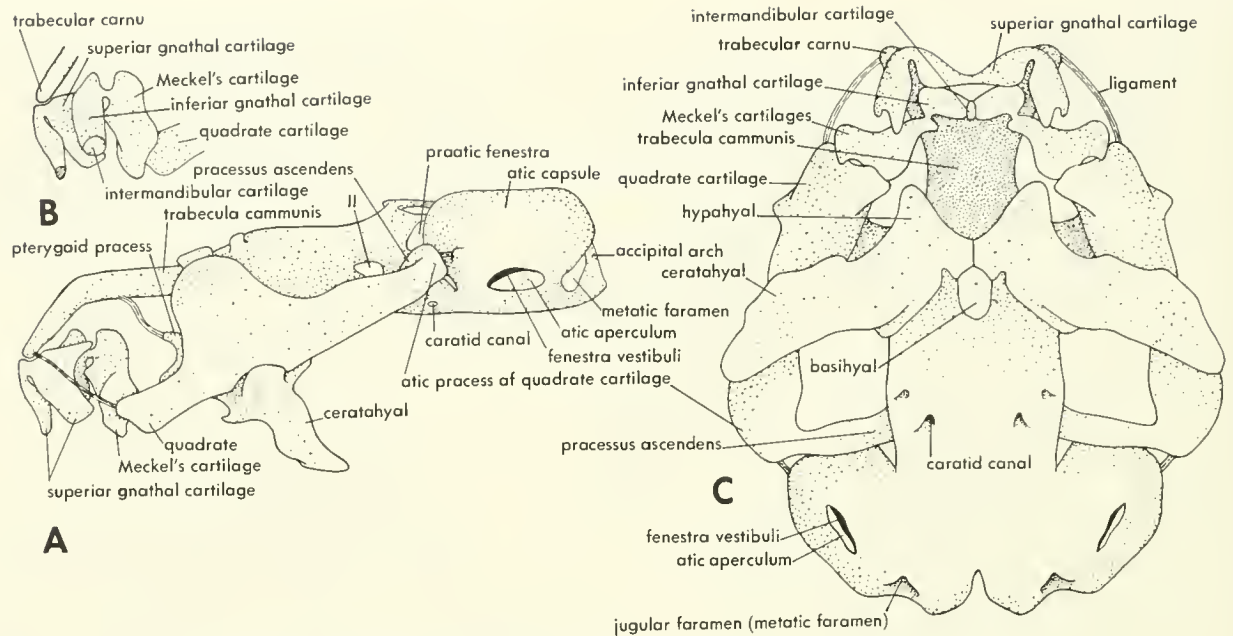 trabecular carnu
superiar gnathal cartilage
Meckel's cartilage
inferiar gnathal cartilage
quadrate cartilage
intermandibular cartilage
B
processus ascendens
praatic fenestra
atic capsule
trabecula cammunis
II
pterygaid pracess
accipital arch
metatic faramen
atic aperculum
fenestra vestibuli
caratid canal
atic pracess af quadrate cartilage
ceratahyal
quadrate
Meckel's cartilage
superiar gnathal cartilage
A
intermandibular cartilage
superiar gnathal cartilage
trabecular carnu
inferiar gnathal cartilage
ligament
Meckel's cartilages
trabecula cammunis
quadrate cartilage
hypahyal
ceratahyal
basihyal
pracessus ascendens
caratid canal
C
fenestra vestibuli
atic aperculum
jugular faramen (metatic faramen)